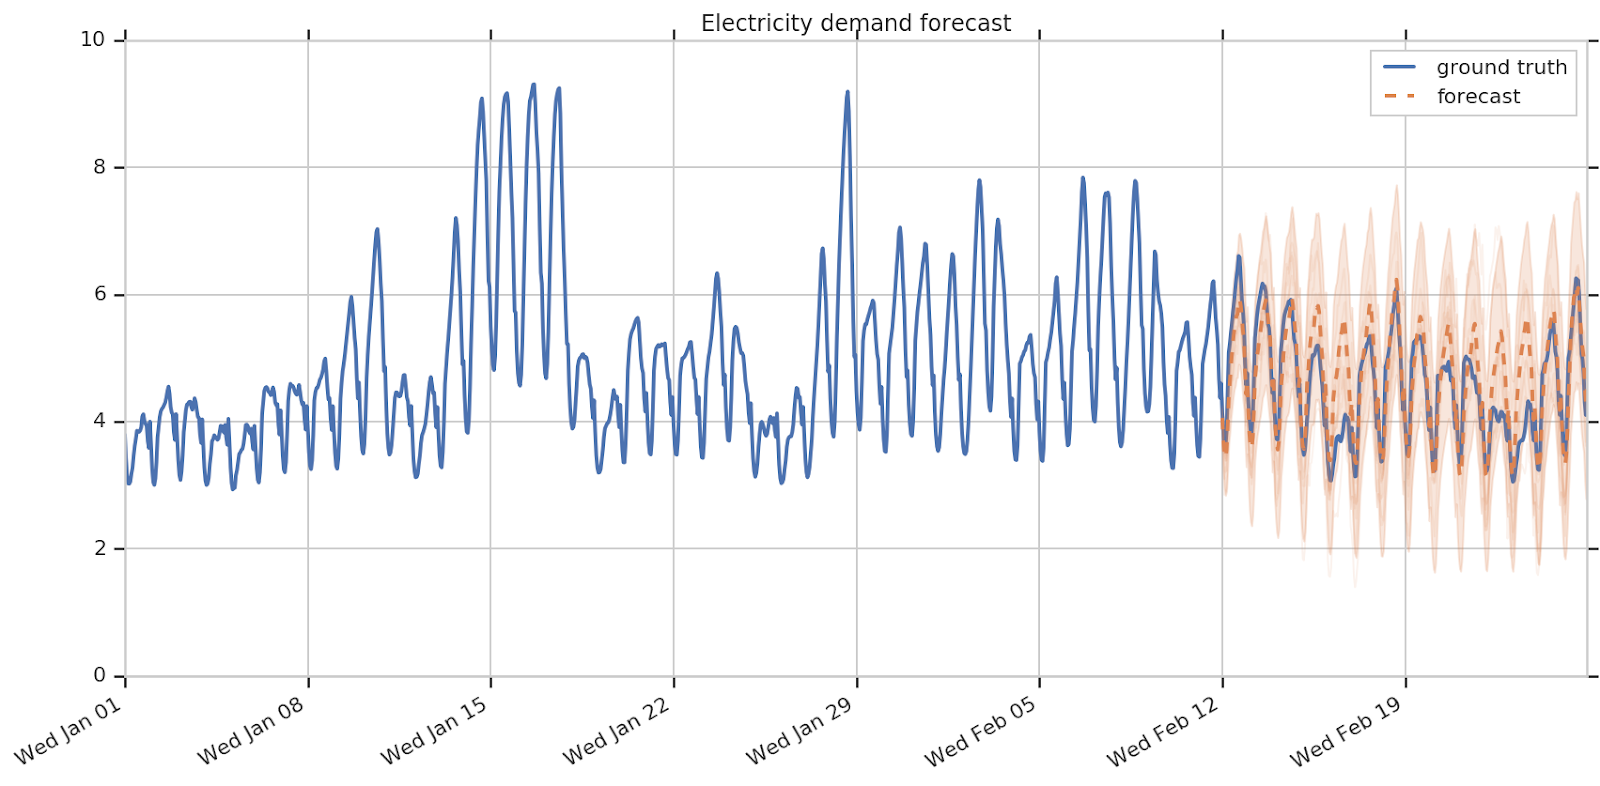 Electricity demand forecast
10
8
6
4
2
0
ground truth
forecast
Wed Jan 01
Wed Jan 08
Wed Jan 15
Wed Jan 22
Wed Jan 29
Wed Feb 05
Wed Feb 12
Wed Feb 19